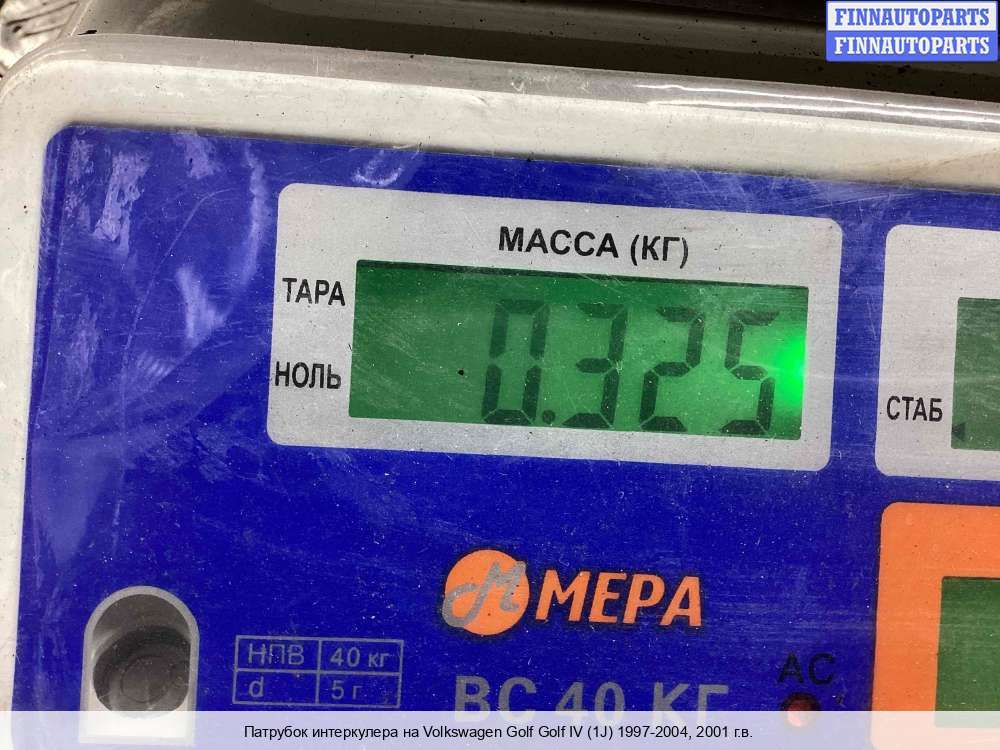 FINNAUTOPARTS
FINNAUTOPARTS
МАССА (КГ)
ТАРА
0.325
НОЛЬ
СТАБ
М МЕРА
НПВ 40 кг
d 5 г
ВС 40 КГ
АС
Патрубок интеркулера на Volkswagen Golf Golf IV (1J) 1997-2004, 2001 г.в.